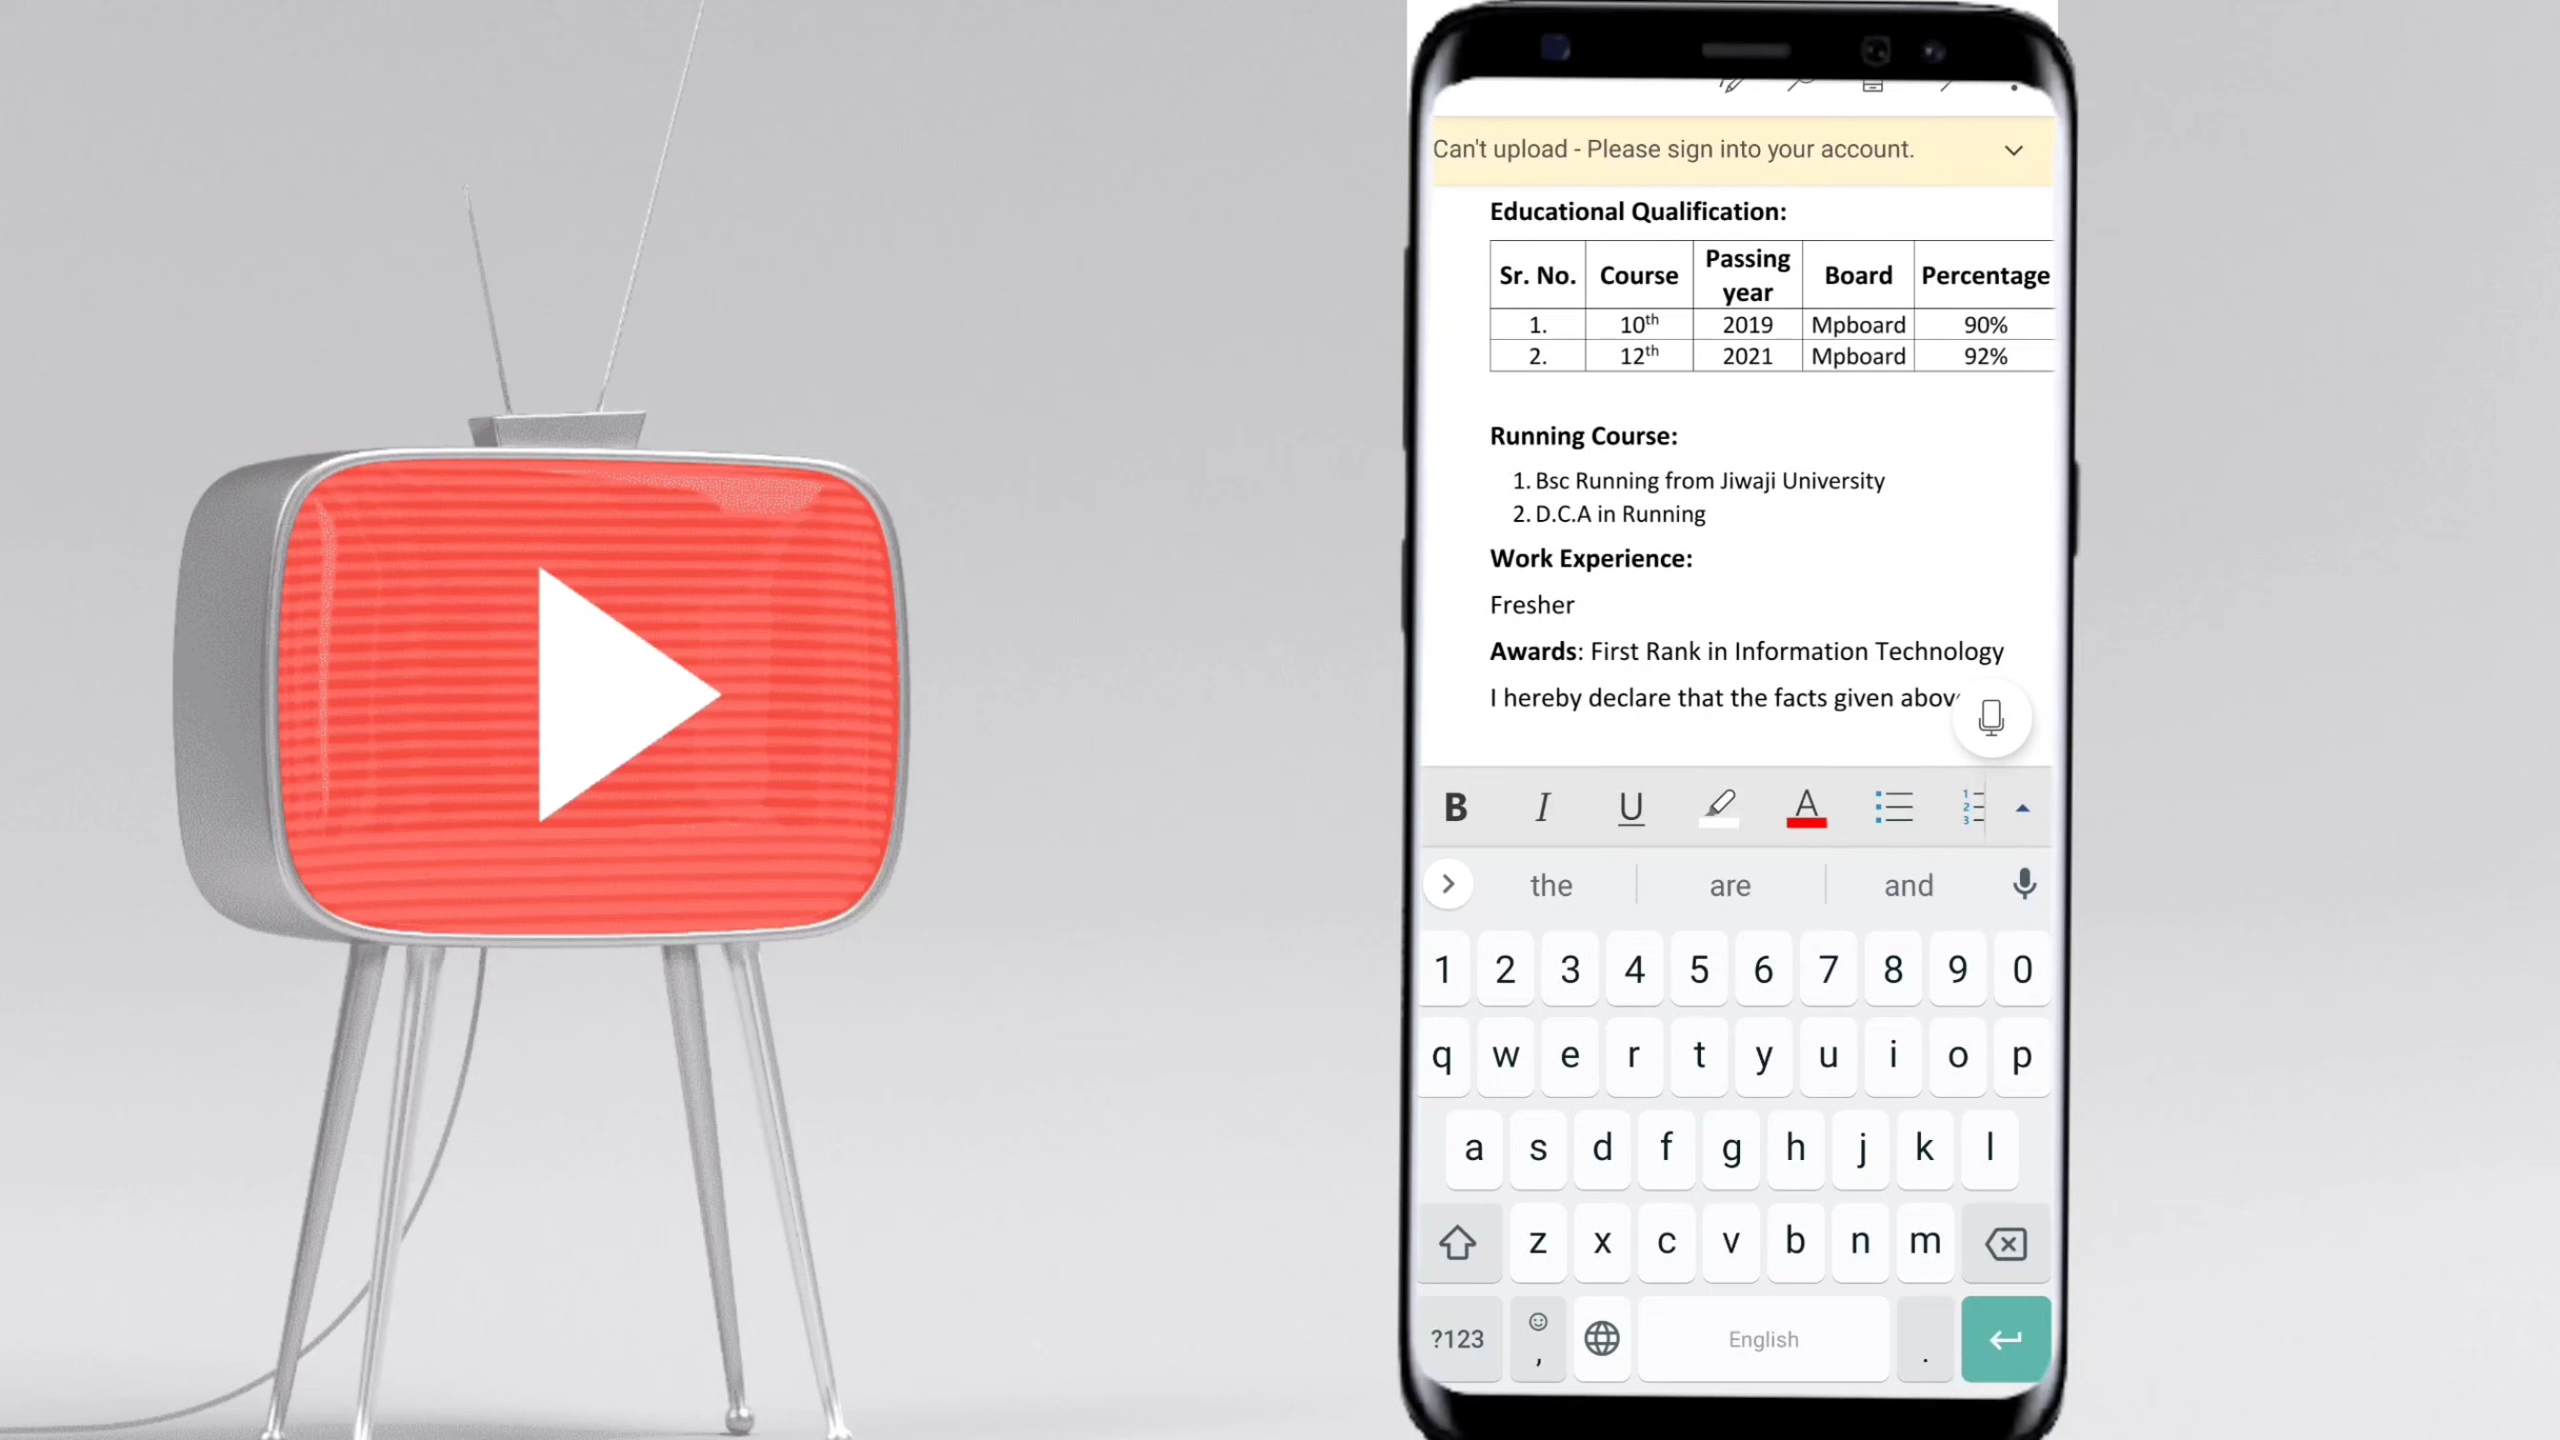 Can't upload - Please sign into your account.
Educational Qualification:
Sr. No. Course Passing year Board Percentage
1. 10th 2019 Mpboard 90%
2. 12th 2021 Mpboard 92%
Running Course:
1. Bsc Running from Jiwaji University
2. D.C.A in Running
Work Experience:
Fresher
Awards: First Rank in Information Technology
I hereby declare that the facts given above
B I U A
the are and
1 2 3 4 5 6 7 8 9 0
q w e r t y u i o p
a s d f g h j k l
z x c v b n m
?123 , English .